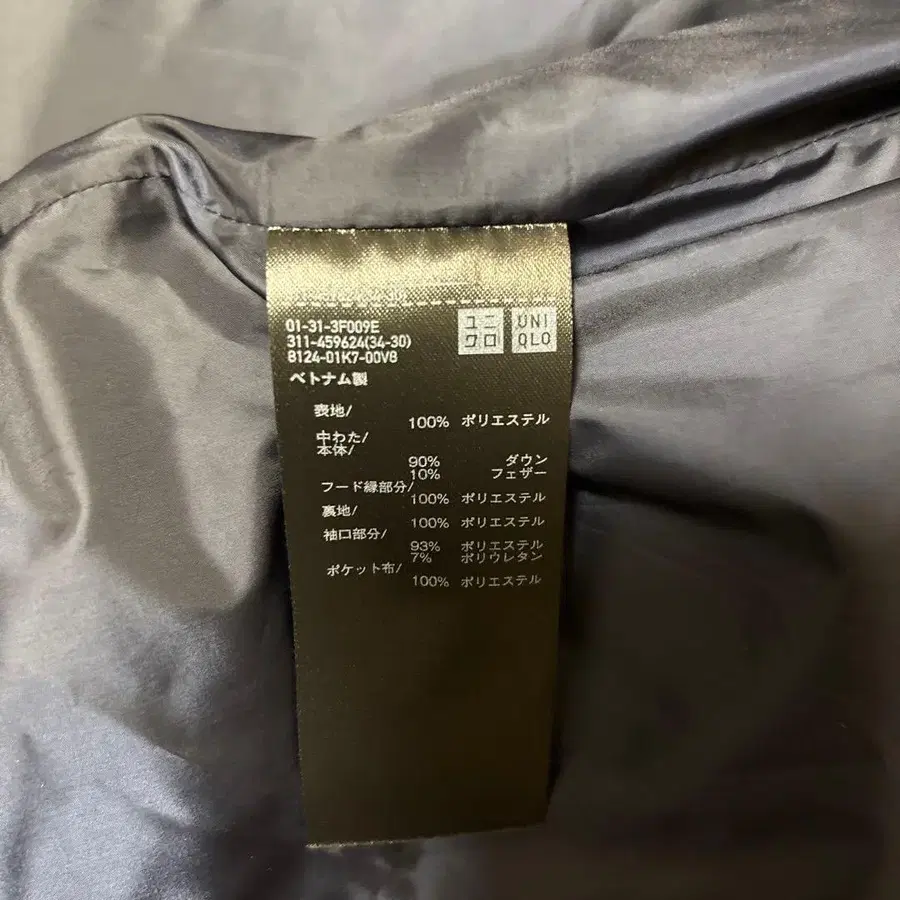 01-31-3F009E
311-459624(34-30)
8124-01K7-00V8
ベトナム製
ユニ
クロ
UNI
QLO
表地/
100% ポリエステル
中わた/
本体/
90% ダウン
10% フェザー
フード縁部分/
100% ポリエステル
裏地/
100% ポリエステル
袖口部分/
93% ポリエステル
7% ポリウレタン
ポケット布/
100% ポリエステル